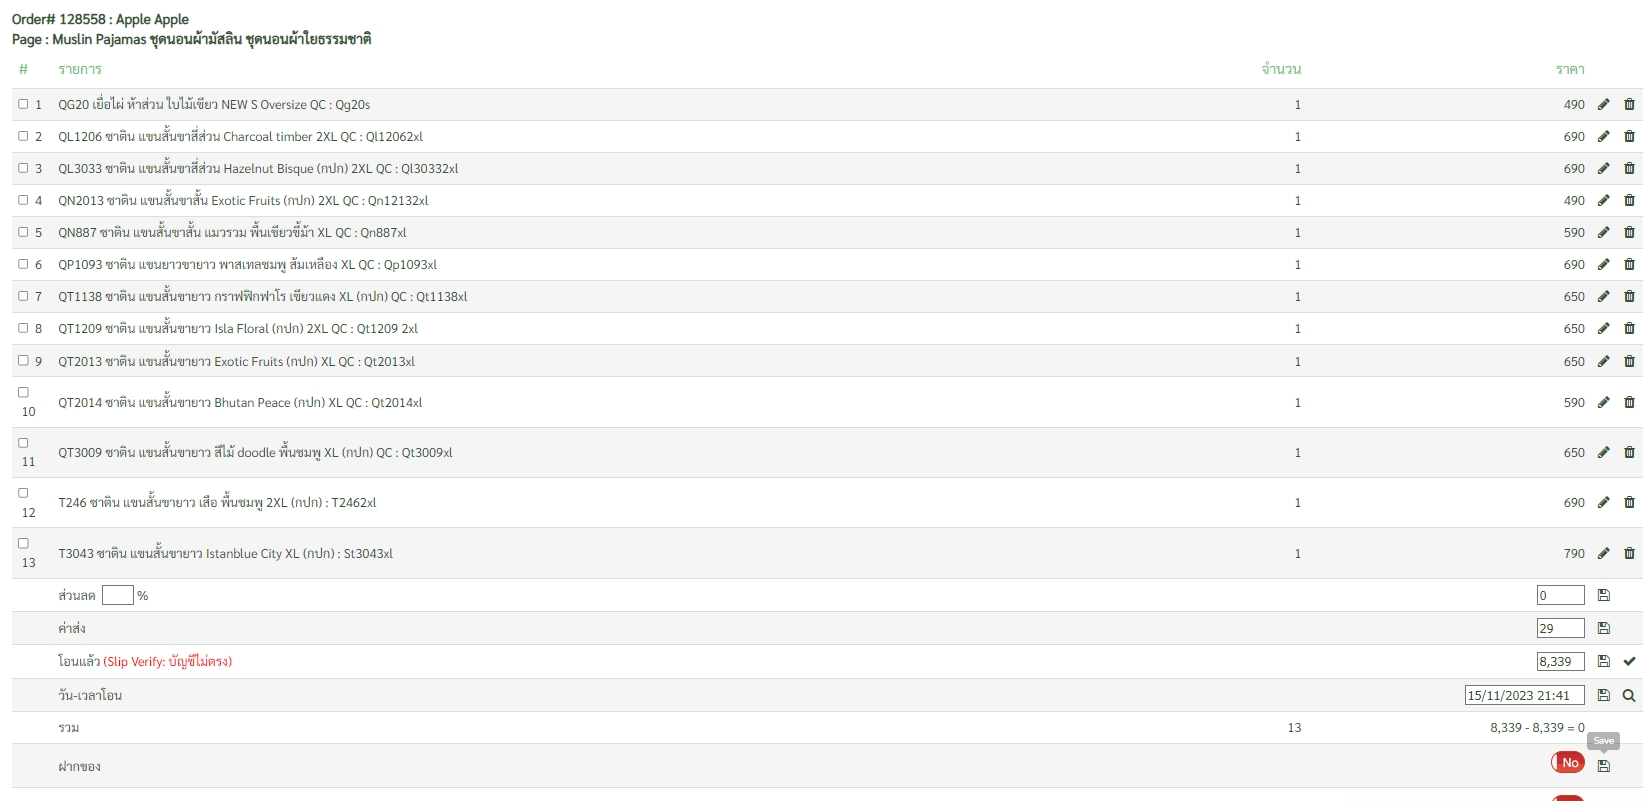 Order# 128558 : Apple Apple
Page : Muslin Pajamas ชุดนอนผ้ามัสลิน ชุดนอนผ้าใยธรรมชาติ
# รายการ จำนวน ราคา
1 QG20 เยื่อไผ่ ห้าส่วน ใบไม้เขียว NEW S Oversize QC : Qg20s 1 490
2 QL1206 ซาติน แขนสั้นขาสี่ส่วน Charcoal timber 2XL QC : Ql12062xl 1 690
3 QL3033 ซาติน แขนสั้นขาสี่ส่วน Hazelnut Bisque (กปก) 2XL QC : Ql30332xl 1 690
4 QN2013 ซาติน แขนสั้นขาสั้น Exotic Fruits (กปก) 2XL QC : Qn12132xl 1 490
5 QN887 ซาติน แขนสั้นขาสั้น แมวรวม พื้นเขียวขี้ม้า XL QC : Qn887xl 1 590
6 QP1093 ซาติน แขนยาวขายาว พาสเทลชมพู ส้มเหลือง XL QC : Qp1093xl 1 690
7 QT1138 ซาติน แขนสั้นขายาว กราฟฟิกฟาโร เขียวแดง XL (กปก) QC : Qt1138xl 1 650
8 QT1209 ซาติน แขนสั้นขายาว Isla Floral (กปก) 2XL QC : Qt1209 2xl 1 650
9 QT2013 ซาติน แขนสั้นขายาว Exotic Fruits (กปก) XL QC : Qt2013xl 1 650
10 QT2014 ซาติน แขนสั้นขายาว Bhutan Peace (กปก) XL QC : Qt2014xl 1 590
11 QT3009 ซาติน แขนสั้นขายาว สีไม้ doodle พื้นชมพู XL (กปก) QC : Qt3009xl 1 650
12 T246 ซาติน แขนสั้นขายาว เสือ พื้นชมพู 2XL (กปก) : T2462xl 1 690
13 T3043 ซาติน แขนสั้นขายาว Istanblue City XL (กปก) : St3043xl 1 790
ส่วนลด % 0
ค่าส่ง 29
โอนแล้ว (Slip Verify: บัญชีไม่ตรง) 8,339
วัน-เวลาโอน 15/11/2023 21:41
รวม 13 8,339 - 8,339 = 0
Save
ฝากของ No